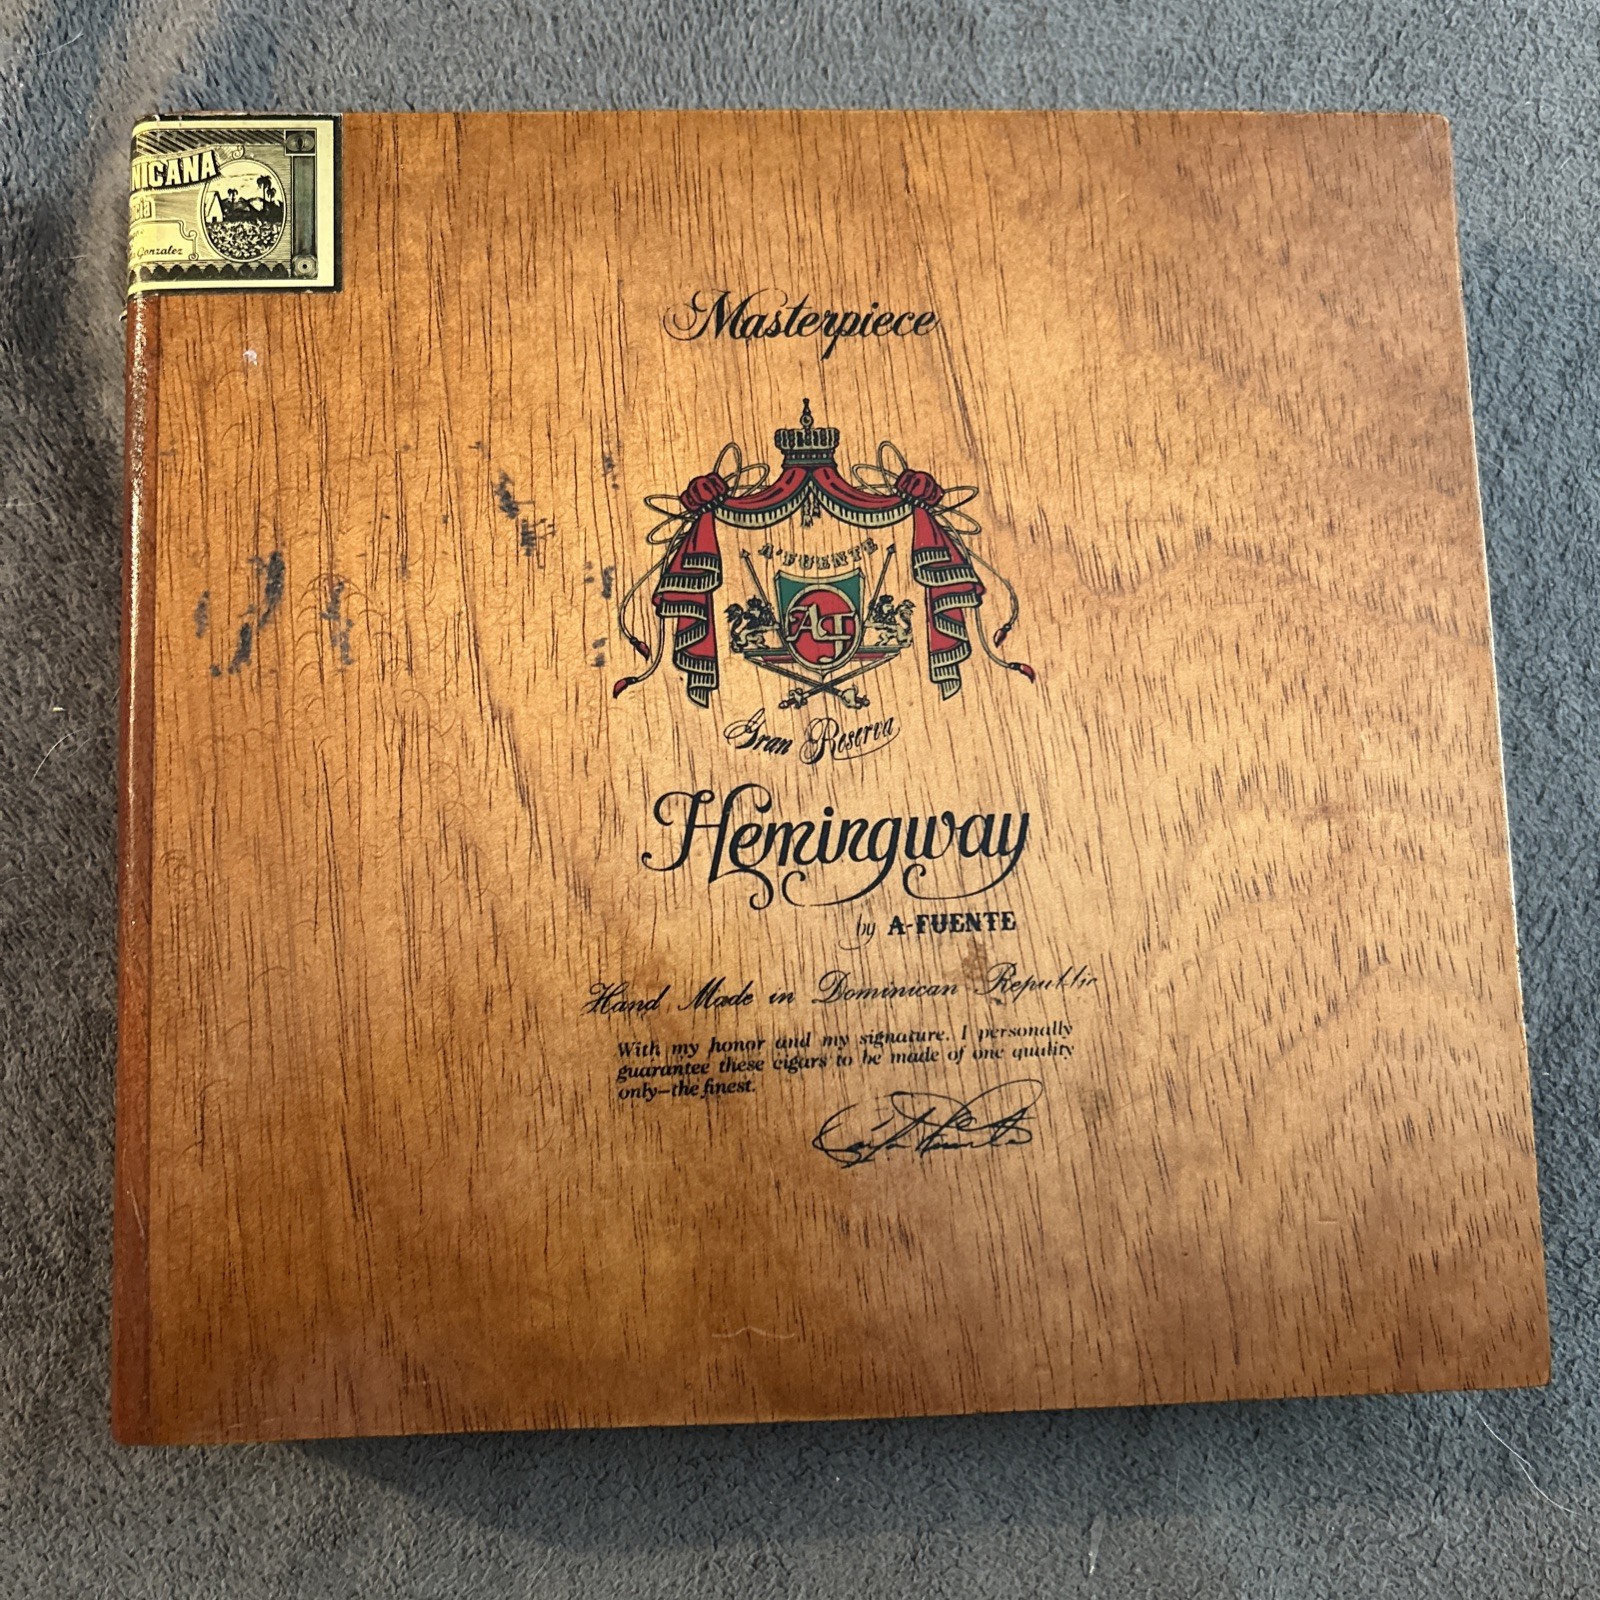 NICANA
Gonzalez
Masterpiece
A·FUENTE
AF
Gran Reserva
Hemingway
by A-FUENTE
Hand Made in Dominican Republic
With my honor and my signature. I personally
guarantee these cigars to be made of one quality
only—the finest.